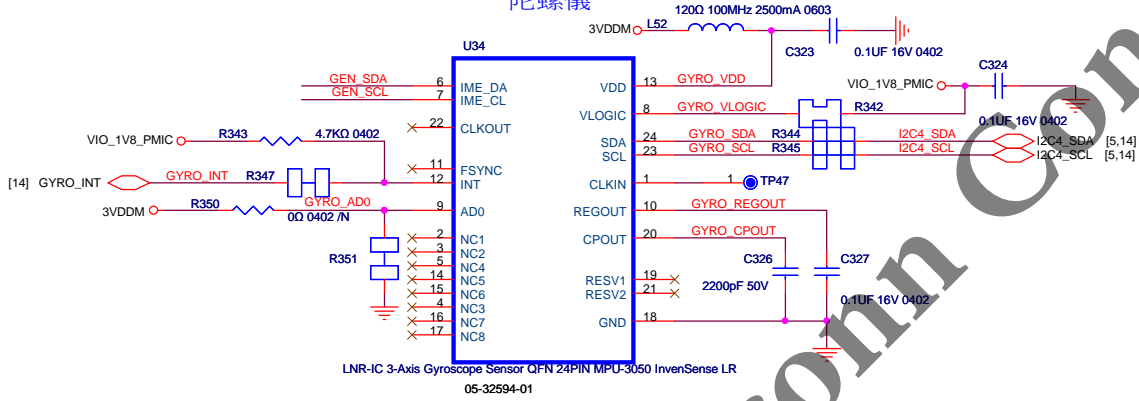 陀螺儀
120Ω 100MHz 2500mA 0603
3VDDM L52
C323 0.1UF 16V 0402
U34
C324
VIO_1V8_PMIC
0.1UF 16V 0402
GEN_SDA 6 IME_DA
GEN_SCL 7 IME_CL
22 CLKOUT
VIO_1V8_PMIC R343 4.7KΩ 0402
11 FSYNC
[14] GYRO_INT GYRO_INT R347 12 INT
3VDDM R350 GYRO_AD0 9 AD0
0Ω 0402 /N
R351
2 NC1
3 NC2
5 NC4
14 NC5
15 NC6
4 NC3
16 NC7
17 NC8
VDD 13 GYRO_VDD
VLOGIC 8 GYRO_VLOGIC R342
SDA 24 GYRO_SDA R344 I2C4_SDA I2C4_SDA [5,14]
SCL 23 GYRO_SCL R345 I2C4_SCL I2C4_SCL [5,14]
CLKIN 1 1 TP47
REGOUT 10 GYRO_REGOUT
CPOUT 20 GYRO_CPOUT
C326 C327
2200pF 50V
0.1UF 16V 0402
RESV1 19
RESV2 21
GND 18
LNR-IC 3-Axis Gyroscope Sensor QFN 24PIN MPU-3050 InvenSense LR
05-32594-01